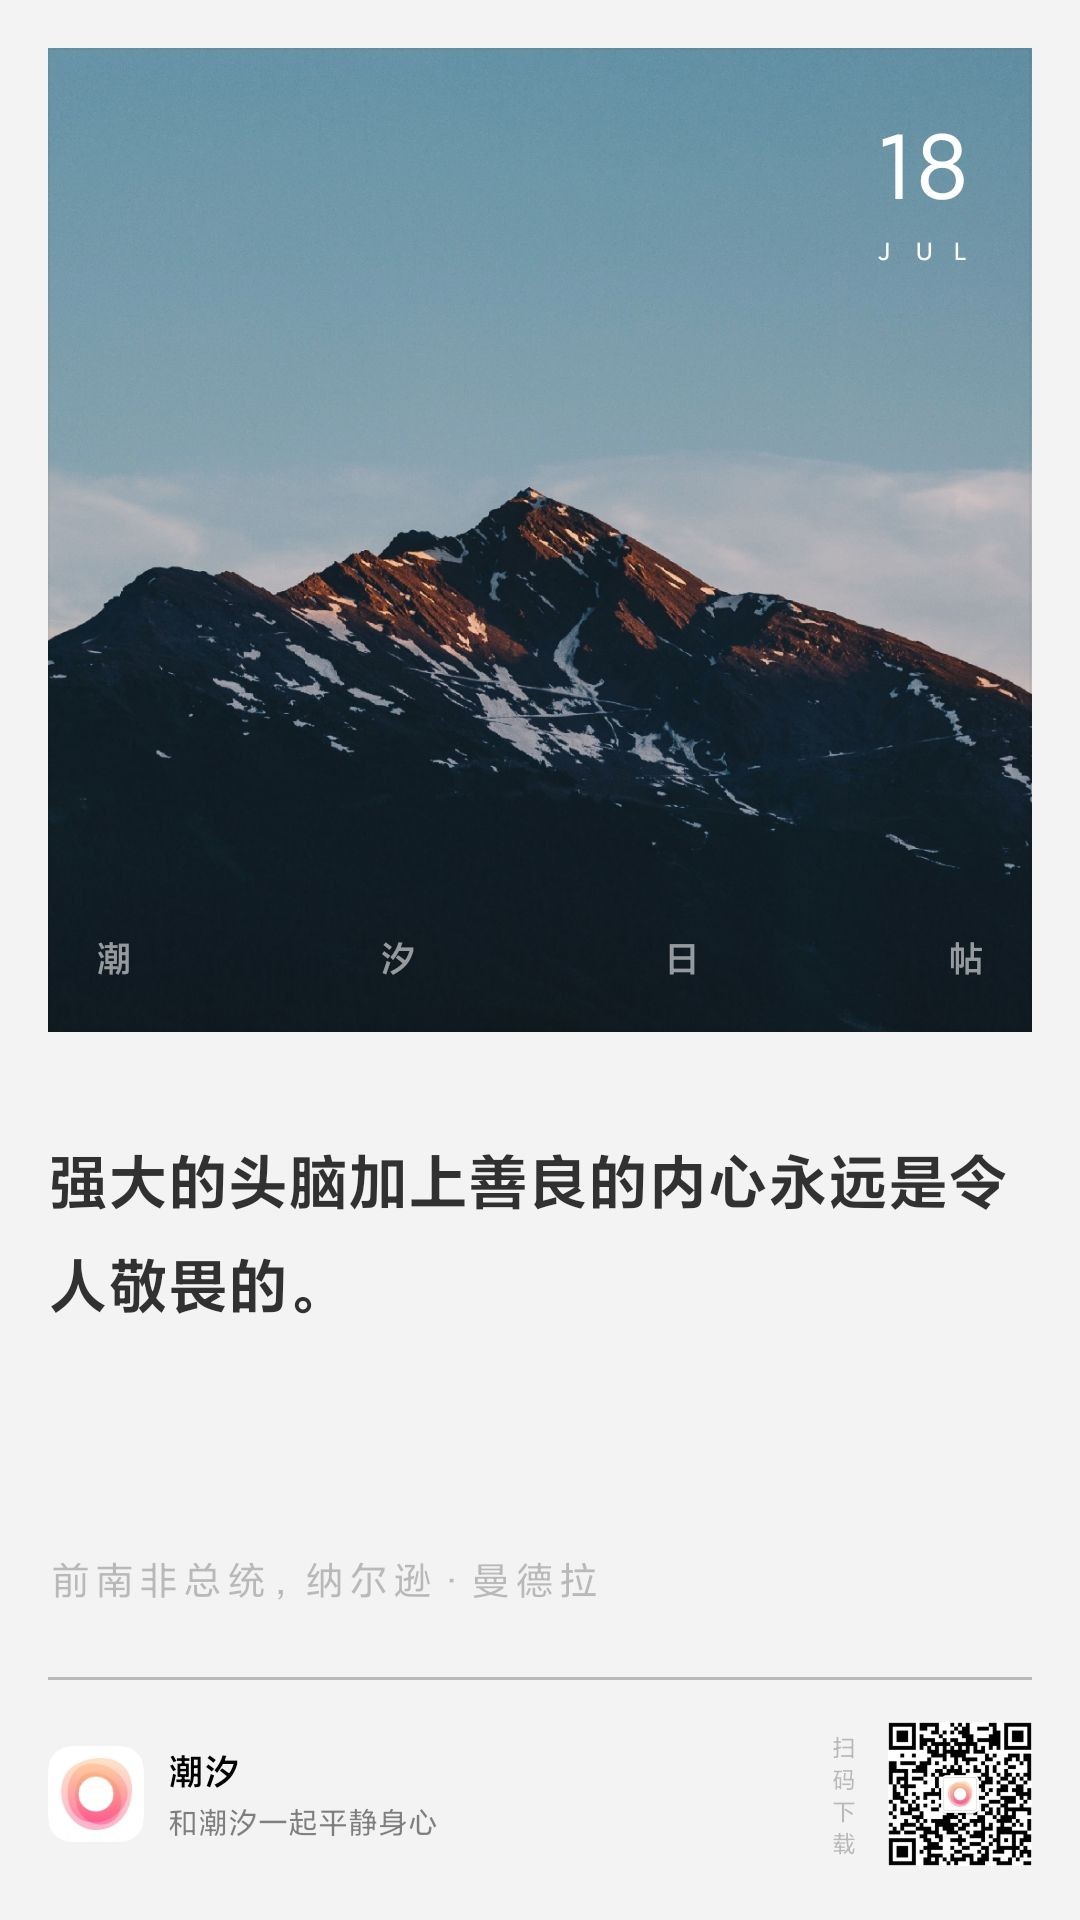 18
JUL
潮汐日帖
强大的头脑加上善良的内心永远是令
人敬畏的。
前南非总统, 纳尔逊 · 曼德拉
潮汐
和潮汐一起平静身心
扫码下载